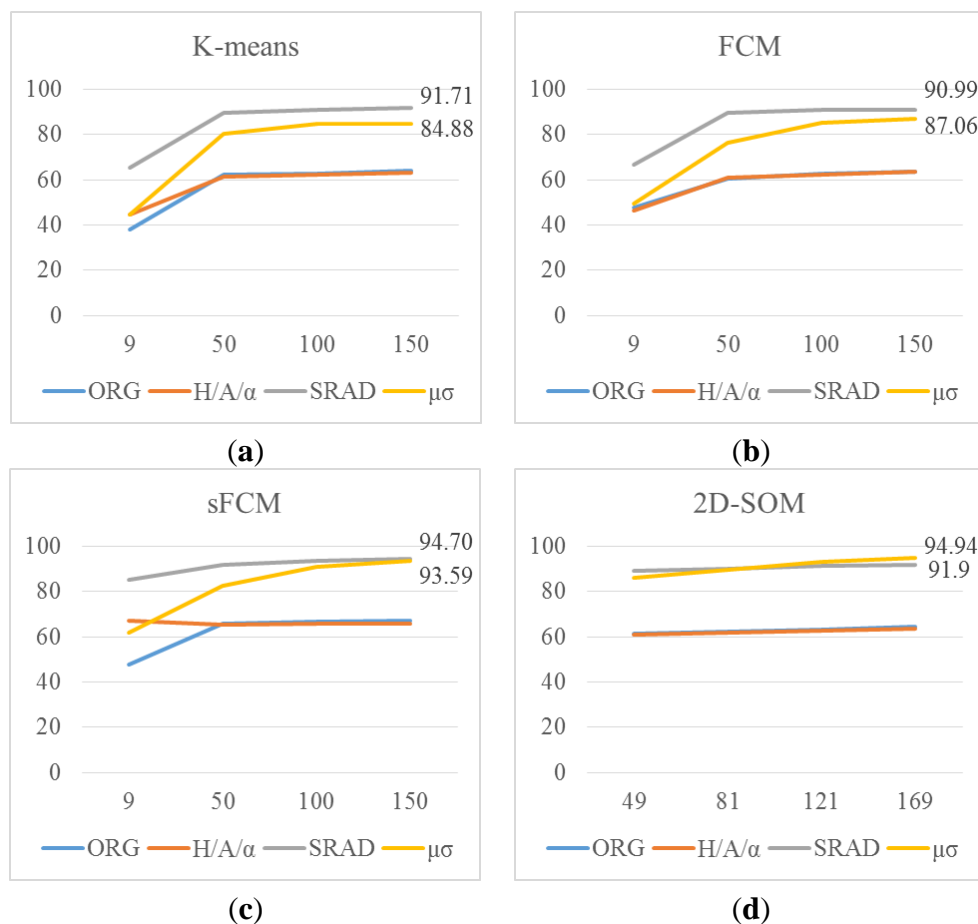 K-means
100
80
60
40
20
0
91.71
84.88
9 50 100 150
ORG H/A/α SRAD μσ
(a)
FCM
100
80
60
40
20
0
90.99
87.06
9 50 100 150
ORG H/A/α SRAD μσ
(b)
sFCM
100
80
60
40
20
0
94.70
93.59
9 50 100 150
ORG H/A/α SRAD μσ
(c)
2D-SOM
100
80
60
40
20
0
94.94
91.9
49 81 121 169
ORG H/A/α SRAD μσ
(d)